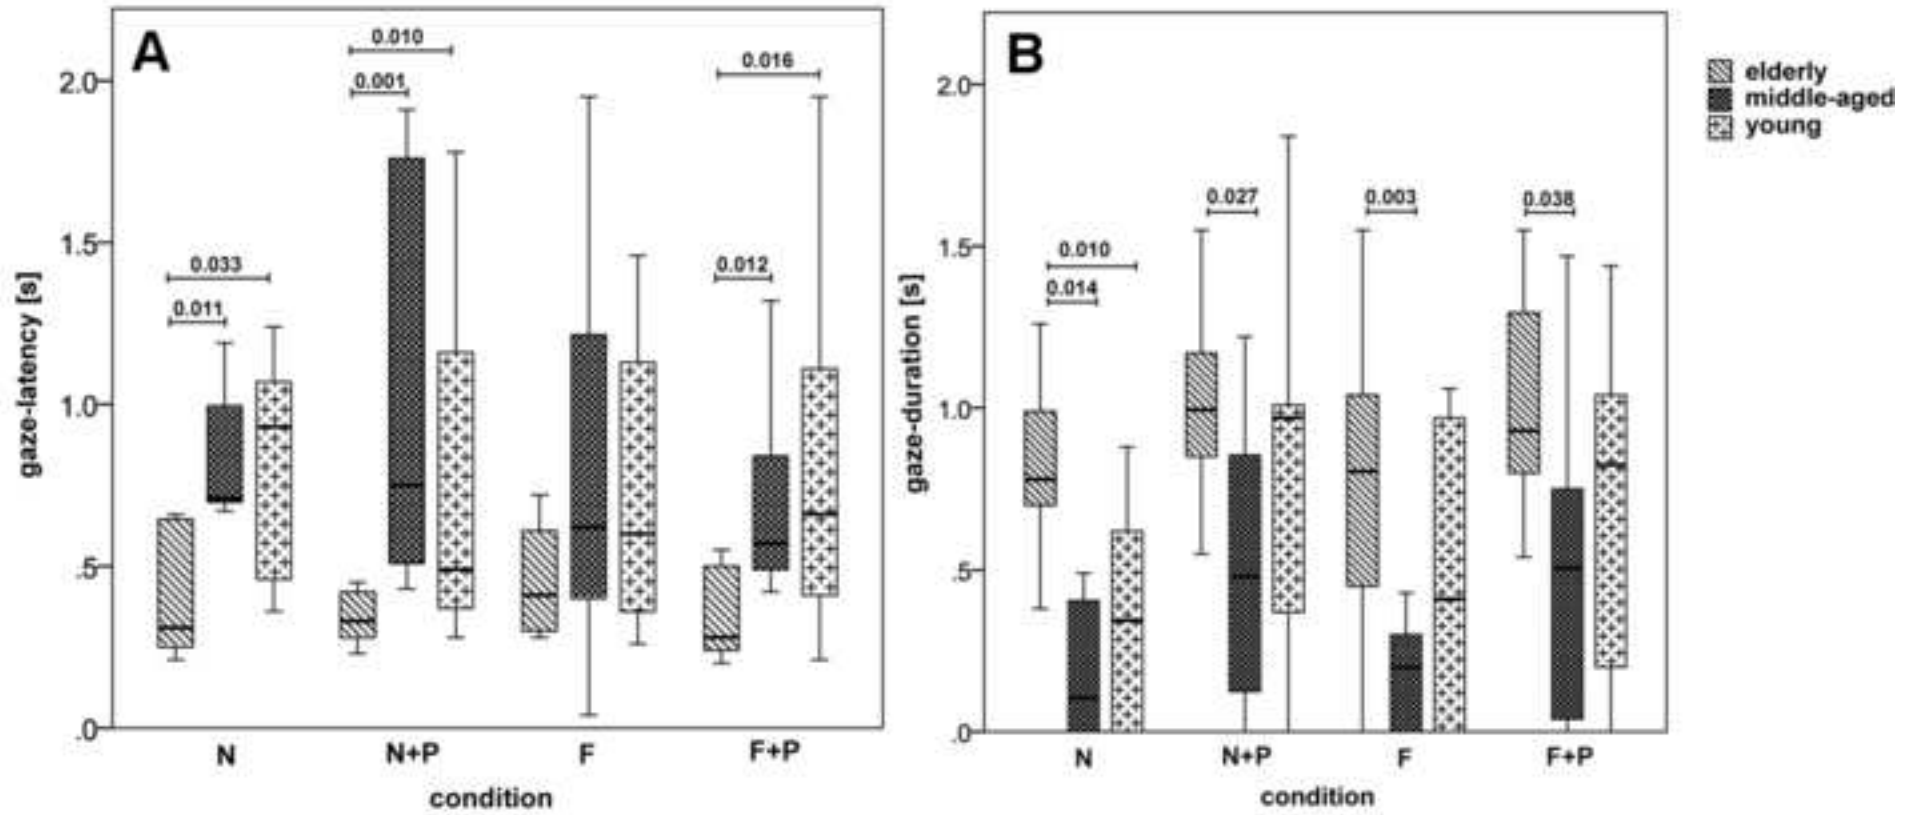 A
0.010
0.001
0.016
2.0
1.5
0.033
0.012
0.011
1.0
.5
.0
gaze-latency [s]
N
N+P
F
F+P
condition
B
2.0
0.027
0.003
0.038
1.5
0.010
0.014
1.0
.5
.0
gaze-duration [s]
N
N+P
F
F+P
condition
elderly
middle-aged
young